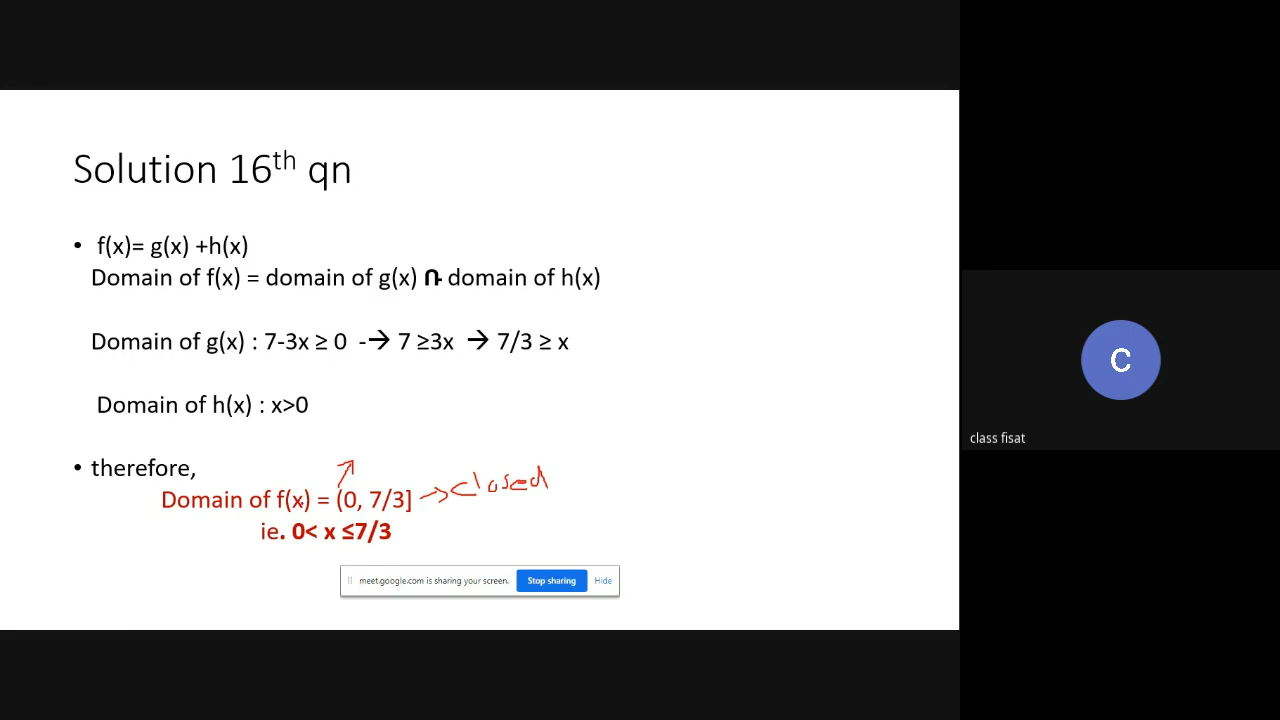 Solution 16th qn
• f(x)= g(x) +h(x)
Domain of f(x) = domain of g(x) ∩- domain of h(x)
Domain of g(x) : 7-3x ≥ 0 -→ 7 ≥3x → 7/3 ≥ x
Domain of h(x) : x>0
• therefore,
Domain of f(x) = (0, 7/3] → closed
ie. 0< x ≤7/3
meet.google.com is sharing your screen. Stop sharing Hide
C
class fisat